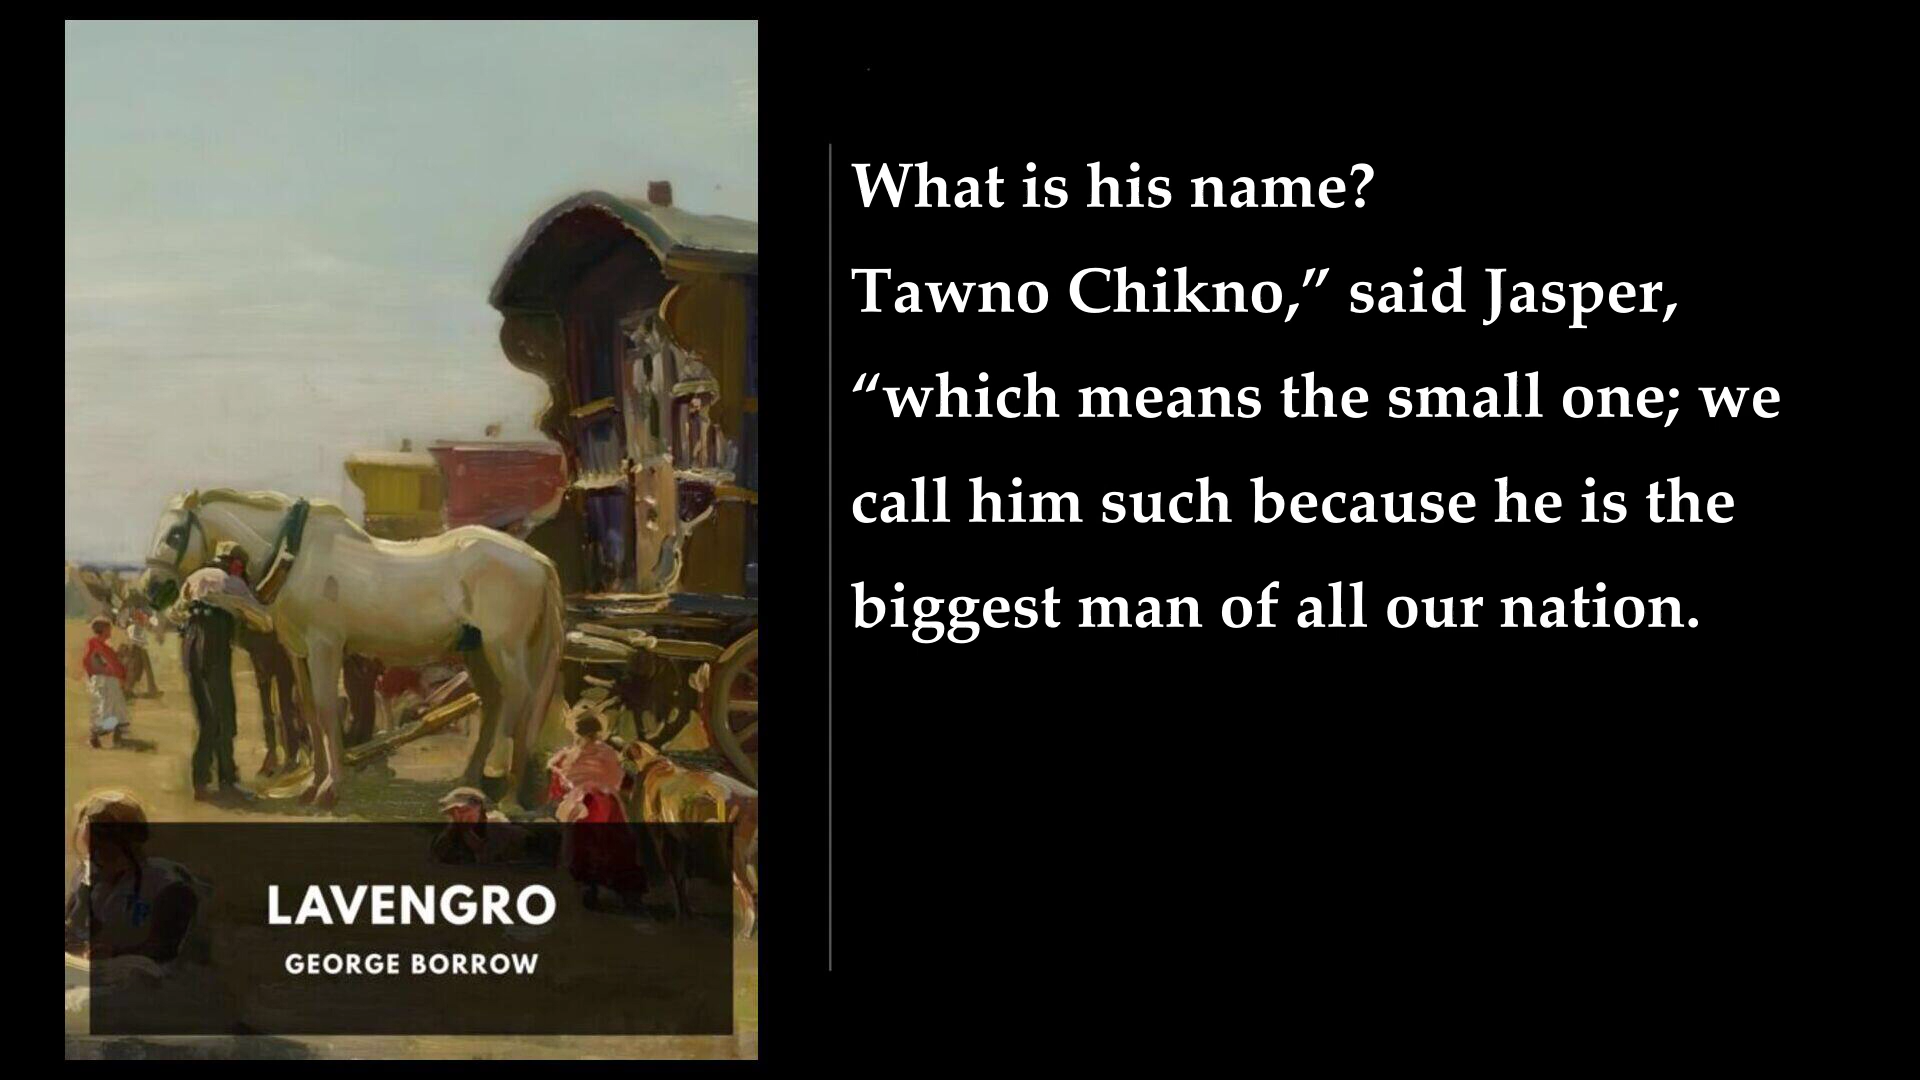 What is his name?
Tawno Chikno,” said Jasper,
“which means the small one; we
call him such because he is the
biggest man of all our nation.
LAVENGRO
GEORGE BORROW